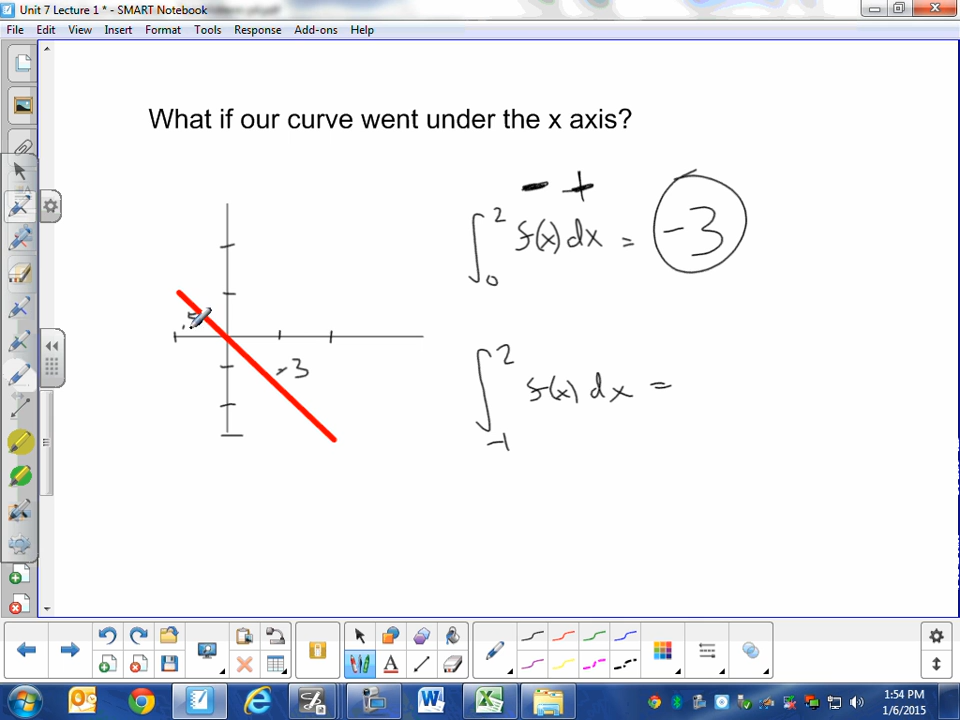 Unit 7 Lecture 1 * - SMART Notebook
File Edit View Insert Format Tools Response Add-ons Help
What if our curve went under the x axis?
- +
∫₀² f(x) dx = -3
.5
-3
∫₋₁² f(x) dx =
A
1:54 PM
1/6/2015